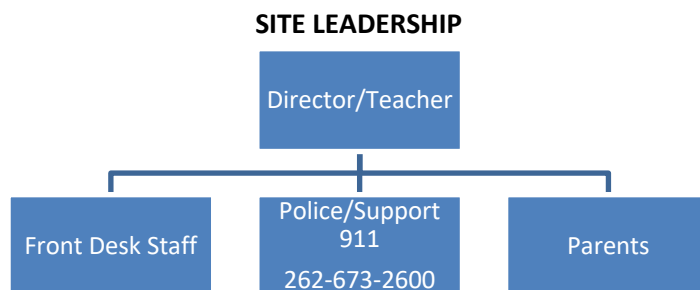 SITE LEADERSHIP
Director/Teacher
Front Desk Staff
Police/Support
911
262-673-2600
Parents